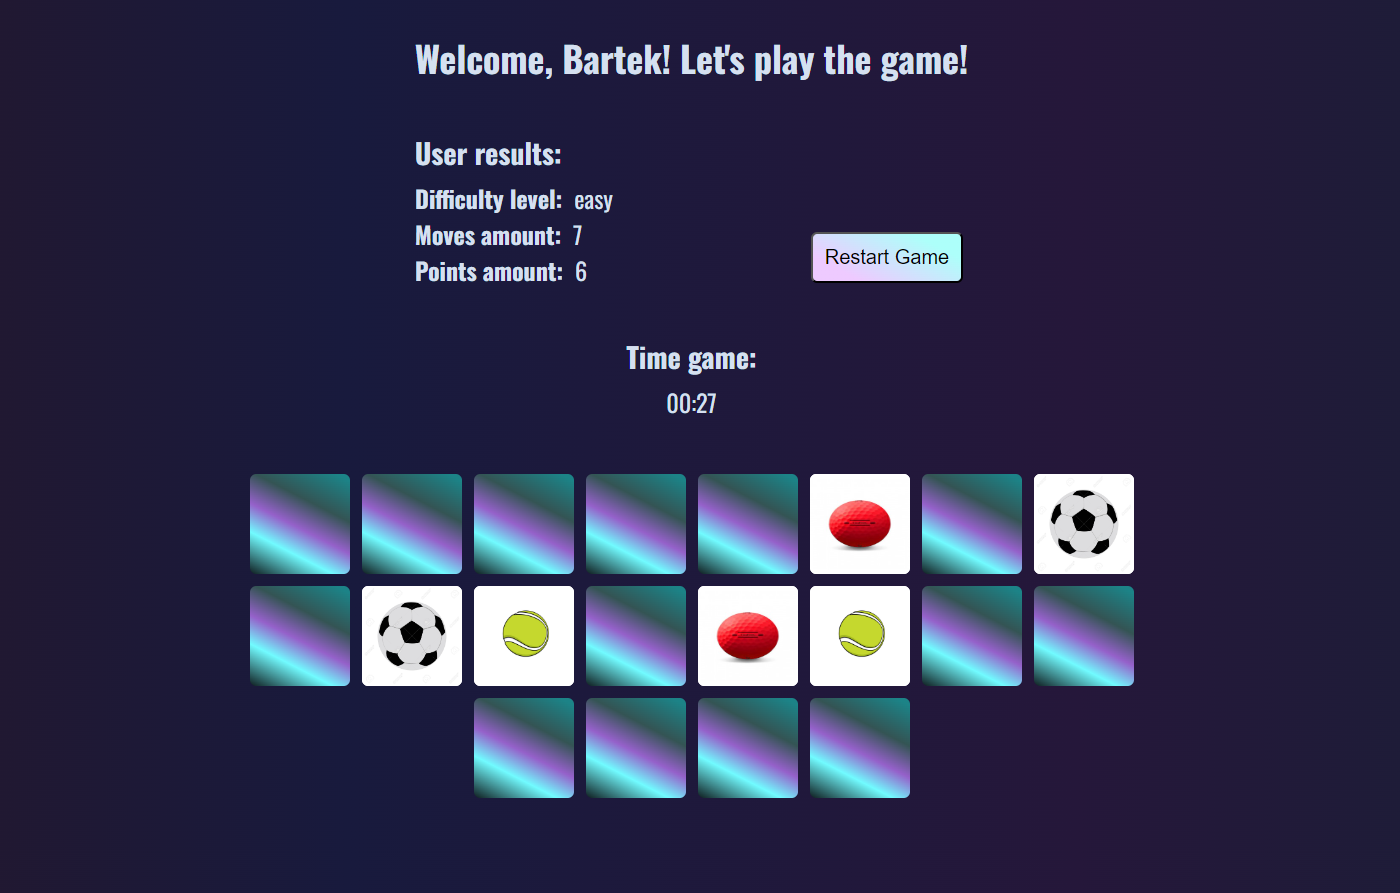 Welcome, Bartek! Let's play the game!
User results:
Difficulty level: easy
Moves amount: 7
Points amount: 6
Restart Game
Time game:
00:27